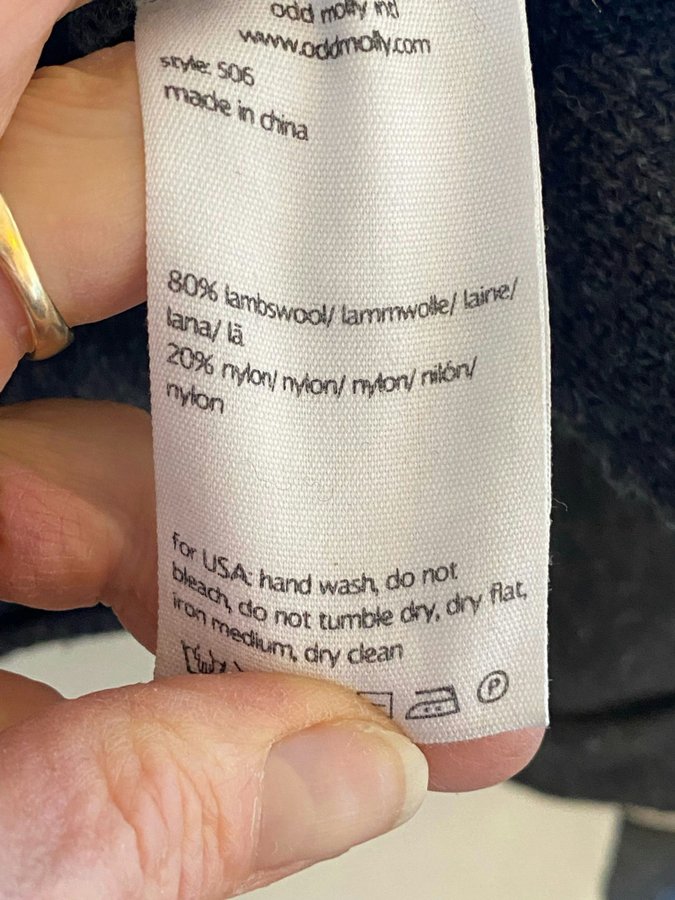 odd molly int
www.oddmolly.com
style: 506
made in china
80% lambswool/ lammwolle/ laine/
lana/ lã
20% nylon/ nylon/ nylon/ nilón/
nylon
for USA: hand wash, do not
bleach, do not tumble dry, dry flat,
iron medium, dry clean
P